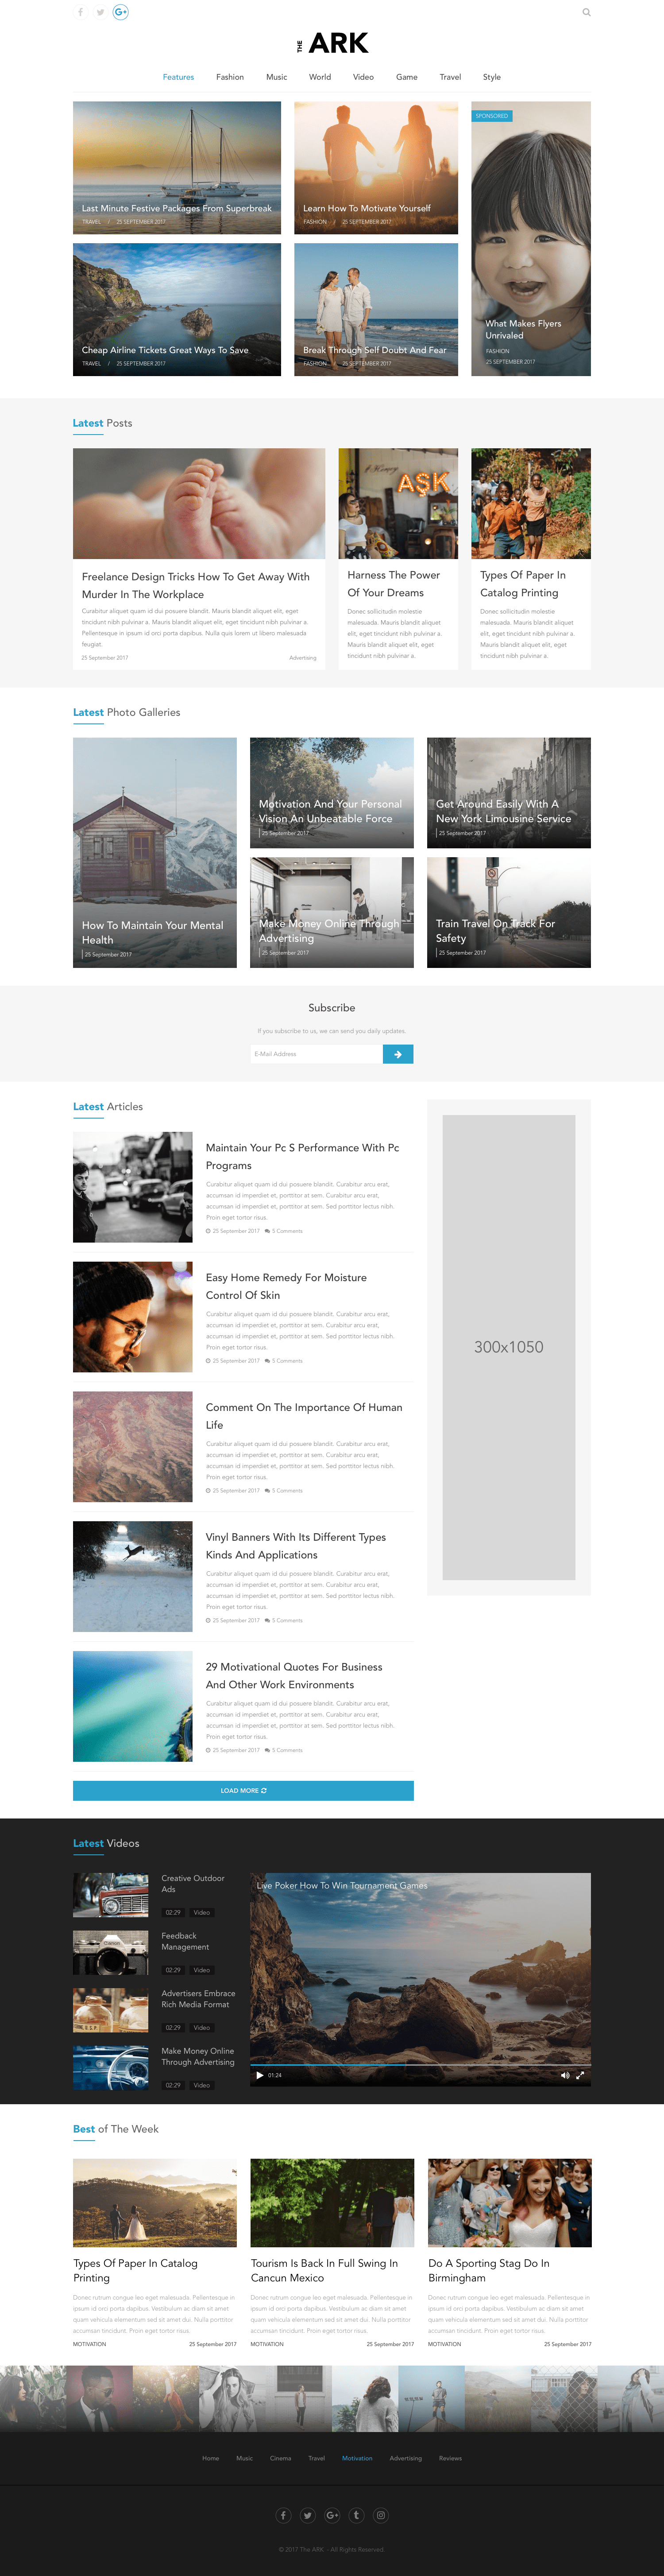 THE ARK
Features Fashion Music World Video Game Travel Style
Last Minute Festive Packages From Superbreak
TRAVEL / 25 SEPTEMBER 2017
Learn How To Motivate Yourself
FASHION / 25 SEPTEMBER 2017
SPONSORED
What Makes Flyers
Unrivaled
FASHION
25 SEPTEMBER 2017
Cheap Airline Tickets Great Ways To Save
TRAVEL / 25 SEPTEMBER 2017
Break Through Self Doubt And Fear
FASHION / 25 SEPTEMBER 2017
Latest Posts
Freelance Design Tricks How To Get Away With
Murder In The Workplace
Curabitur aliquet quam id dui posuere blandit. Mauris blandit aliquet elit, eget
tincidunt nibh pulvinar a. Mauris blandit aliquet elit, eget tincidunt nibh pulvinar a.
Pellentesque in ipsum id orci porta dapibus. Nulla quis lorem ut libero malesuada
feugiat.
25 September 2017 Advertising
AŞK
Harness The Power
Of Your Dreams
Donec sollicitudin molestie
malesuada. Mauris blandit aliquet
elit, eget tincidunt nibh pulvinar a.
Mauris blandit aliquet elit, eget
tincidunt nibh pulvinar a.
Types Of Paper In
Catalog Printing
Donec sollicitudin molestie
malesuada. Mauris blandit aliquet
elit, eget tincidunt nibh pulvinar a.
Mauris blandit aliquet elit, eget
tincidunt nibh pulvinar a.
Latest Photo Galleries
How To Maintain Your Mental
Health
25 September 2017
Motivation And Your Personal
Vision An Unbeatable Force
25 September 2017
Get Around Easily With A
New York Limousine Service
25 September 2017
Make Money Online Through
Advertising
25 September 2017
Train Travel On Track For
Safety
25 September 2017
Subscribe
If you subscribe to us, we can send you daily updates.
E-Mail Address
Latest Articles
Maintain Your Pc S Performance With Pc
Programs
Curabitur aliquet quam id dui posuere blandit. Curabitur arcu erat,
accumsan id imperdiet et, porttitor at sem. Curabitur arcu erat,
accumsan id imperdiet et, porttitor at sem. Sed porttitor lectus nibh.
Proin eget tortor risus.
25 September 2017 5 Comments
Easy Home Remedy For Moisture
Control Of Skin
Curabitur aliquet quam id dui posuere blandit. Curabitur arcu erat,
accumsan id imperdiet et, porttitor at sem. Curabitur arcu erat,
accumsan id imperdiet et, porttitor at sem. Sed porttitor lectus nibh.
Proin eget tortor risus.
25 September 2017 5 Comments
Comment On The Importance Of Human
Life
Curabitur aliquet quam id dui posuere blandit. Curabitur arcu erat,
accumsan id imperdiet et, porttitor at sem. Curabitur arcu erat,
accumsan id imperdiet et, porttitor at sem. Sed porttitor lectus nibh.
Proin eget tortor risus.
25 September 2017 5 Comments
Vinyl Banners With Its Different Types
Kinds And Applications
Curabitur aliquet quam id dui posuere blandit. Curabitur arcu erat,
accumsan id imperdiet et, porttitor at sem. Curabitur arcu erat,
accumsan id imperdiet et, porttitor at sem. Sed porttitor lectus nibh.
Proin eget tortor risus.
25 September 2017 5 Comments
29 Motivational Quotes For Business
And Other Work Environments
Curabitur aliquet quam id dui posuere blandit. Curabitur arcu erat,
accumsan id imperdiet et, porttitor at sem. Curabitur arcu erat,
accumsan id imperdiet et, porttitor at sem. Sed porttitor lectus nibh.
Proin eget tortor risus.
25 September 2017 5 Comments
LOAD MORE
300x1050
Latest Videos
Creative Outdoor
Ads
02:29 Video
Canon
Feedback
Management
02:29 Video
Advertisers Embrace
Rich Media Format
02:29 Video
Make Money Online
Through Advertising
02:29 Video
Live Poker How To Win Tournament Games
01:24
Best of The Week
Types Of Paper In Catalog
Printing
Donec rutrum congue leo eget malesuada. Pellentesque in
ipsum id orci porta dapibus. Vestibulum ac diam sit amet
quam vehicula elementum sed sit amet dui. Nulla porttitor
accumsan tincidunt. Proin eget tortor risus.
MOTIVATION 25 September 2017
Tourism Is Back In Full Swing In
Cancun Mexico
Donec rutrum congue leo eget malesuada. Pellentesque in
ipsum id orci porta dapibus. Vestibulum ac diam sit amet
quam vehicula elementum sed sit amet dui. Nulla porttitor
accumsan tincidunt. Proin eget tortor risus.
MOTIVATION 25 September 2017
Do A Sporting Stag Do In
Birmingham
Donec rutrum congue leo eget malesuada. Pellentesque in
ipsum id orci porta dapibus. Vestibulum ac diam sit amet
quam vehicula elementum sed sit amet dui. Nulla porttitor
accumsan tincidunt. Proin eget tortor risus.
MOTIVATION 25 September 2017
Home Music Cinema Travel Motivation Advertising Reviews
© 2017 The ARK - All Rights Reserved.